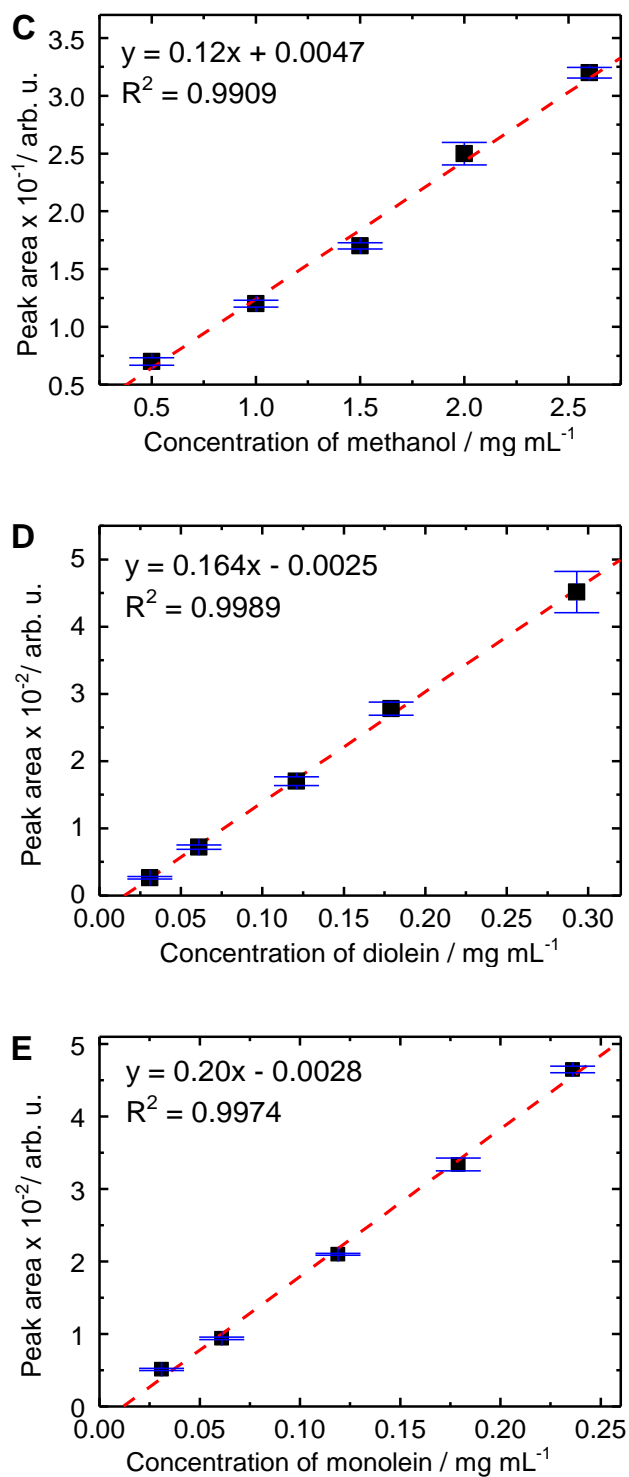 C
y = 0.12x + 0.0047
R² = 0.9909
3.5
3.0
2.5
2.0
1.5
1.0
0.5
Peak area x 10⁻¹/ arb. u.
0.5 1.0 1.5 2.0 2.5
Concentration of methanol / mg mL⁻¹
D
y = 0.164x - 0.0025
R² = 0.9989
5
4
3
2
1
0
Peak area x 10⁻²/ arb. u.
0.00 0.05 0.10 0.15 0.20 0.25 0.30
Concentration of diolein / mg mL⁻¹
E
y = 0.20x - 0.0028
R² = 0.9974
5
4
3
2
1
0
Peak area x 10⁻²/ arb. u.
0.00 0.05 0.10 0.15 0.20 0.25
Concentration of monolein / mg mL⁻¹